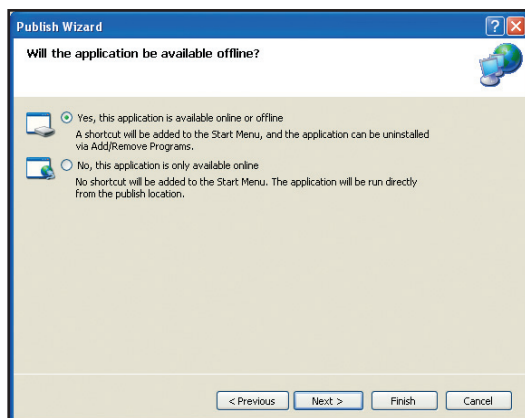 Publish Wizard
?
Will the application be available offline?
Yes, this application is available online or offline
A shortcut will be added to the Start Menu, and the application can be uninstalled
via Add/Remove Programs.
No, this application is only available online
No shortcut will be added to the Start Menu. The application will be run directly
from the publish location.
< Previous
Next >
Finish
Cancel